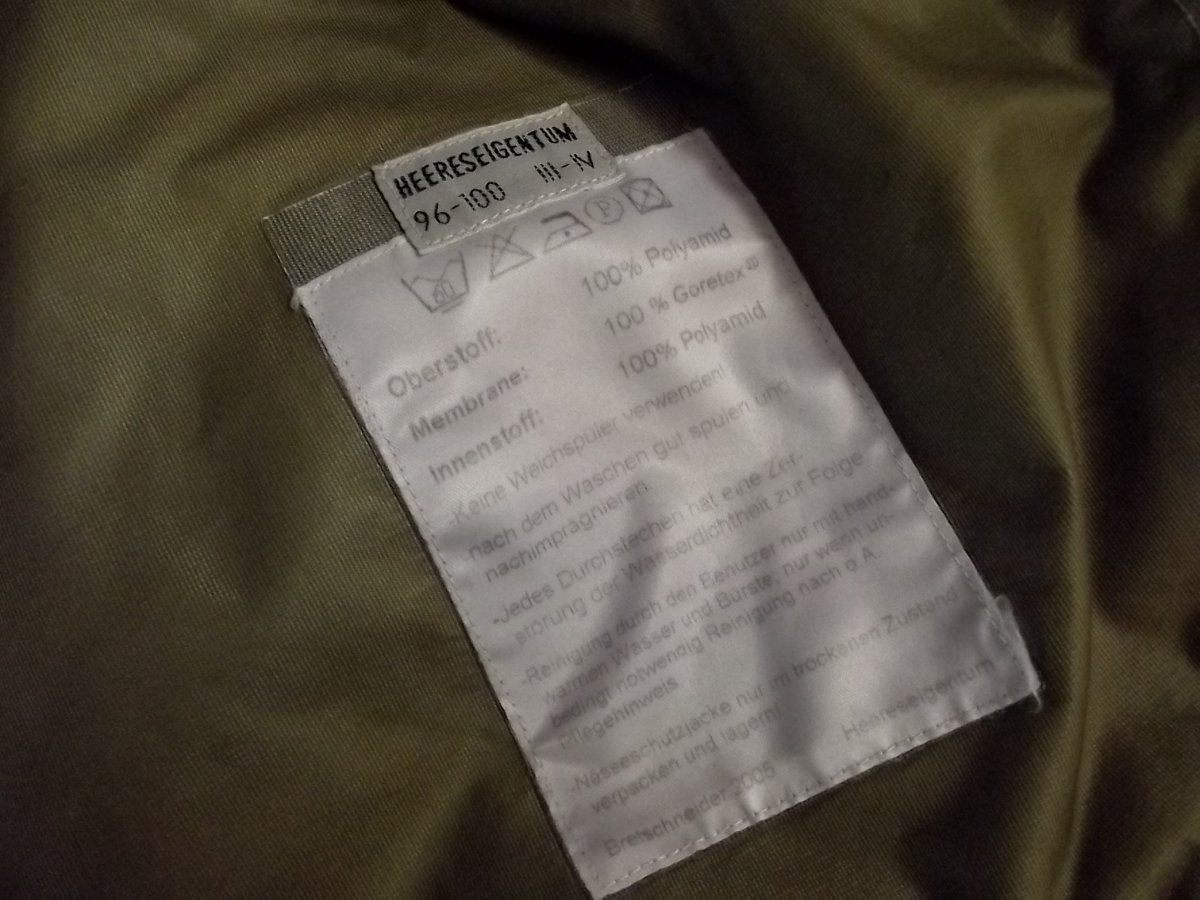 HEERESEIGENTUM
96-100 III-IV
60 P
Oberstoff: 100% Polyamid
Membrane: 100 % Goretex®
Innenstoff: 100% Polyamid
-Keine Weichspüler verwenden!
-nach dem Waschen gut spülen und
nachimprägnieren
-Jedes Durchstechen hat eine Zer-
störung der Wasserdichtheit zur Folge
-Reinigung durch den Benutzer nur mit hand-
warmen Wasser und Bürste, nur wenn un-
bedingt notwendig Reinigung nach o.A.
Pflegehinweis
-Nässeschutzjacke nur im trockenen Zustand
verpacken und lagern!
Heereseigentum
Bretschneider 2005